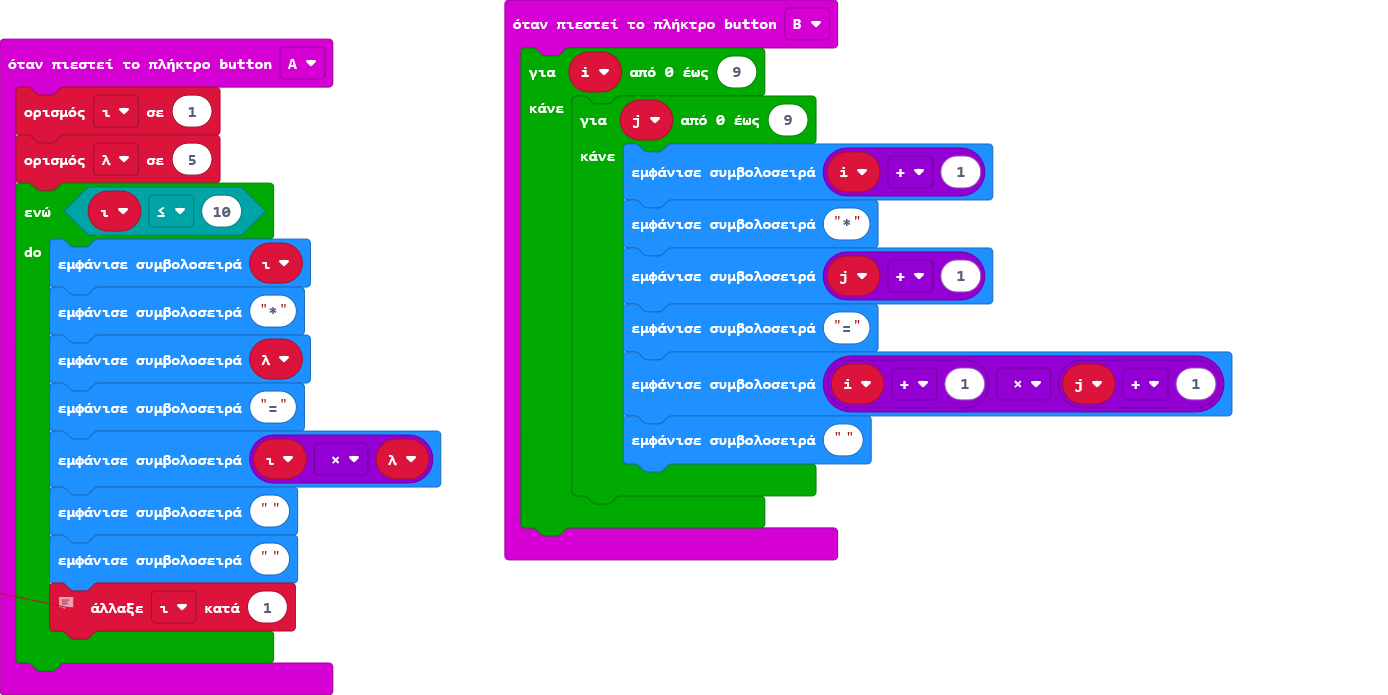 όταν πιεστεί το πλήκτρο button A
ορισμός ι σε 1
ορισμός λ σε 5
ενώ ι ≤ 10
do
εμφάνισε συμβολοσειρά ι
εμφάνισε συμβολοσειρά "*"
εμφάνισε συμβολοσειρά λ
εμφάνισε συμβολοσειρά "="
εμφάνισε συμβολοσειρά ι × λ
εμφάνισε συμβολοσειρά " "
εμφάνισε συμβολοσειρά " "
άλλαξε ι κατά 1
όταν πιεστεί το πλήκτρο button B
για i από 0 έως 9
κάνε
για j από 0 έως 9
κάνε
εμφάνισε συμβολοσειρά i + 1
εμφάνισε συμβολοσειρά "*"
εμφάνισε συμβολοσειρά j + 1
εμφάνισε συμβολοσειρά "="
εμφάνισε συμβολοσειρά i + 1 × j + 1
εμφάνισε συμβολοσειρά " "